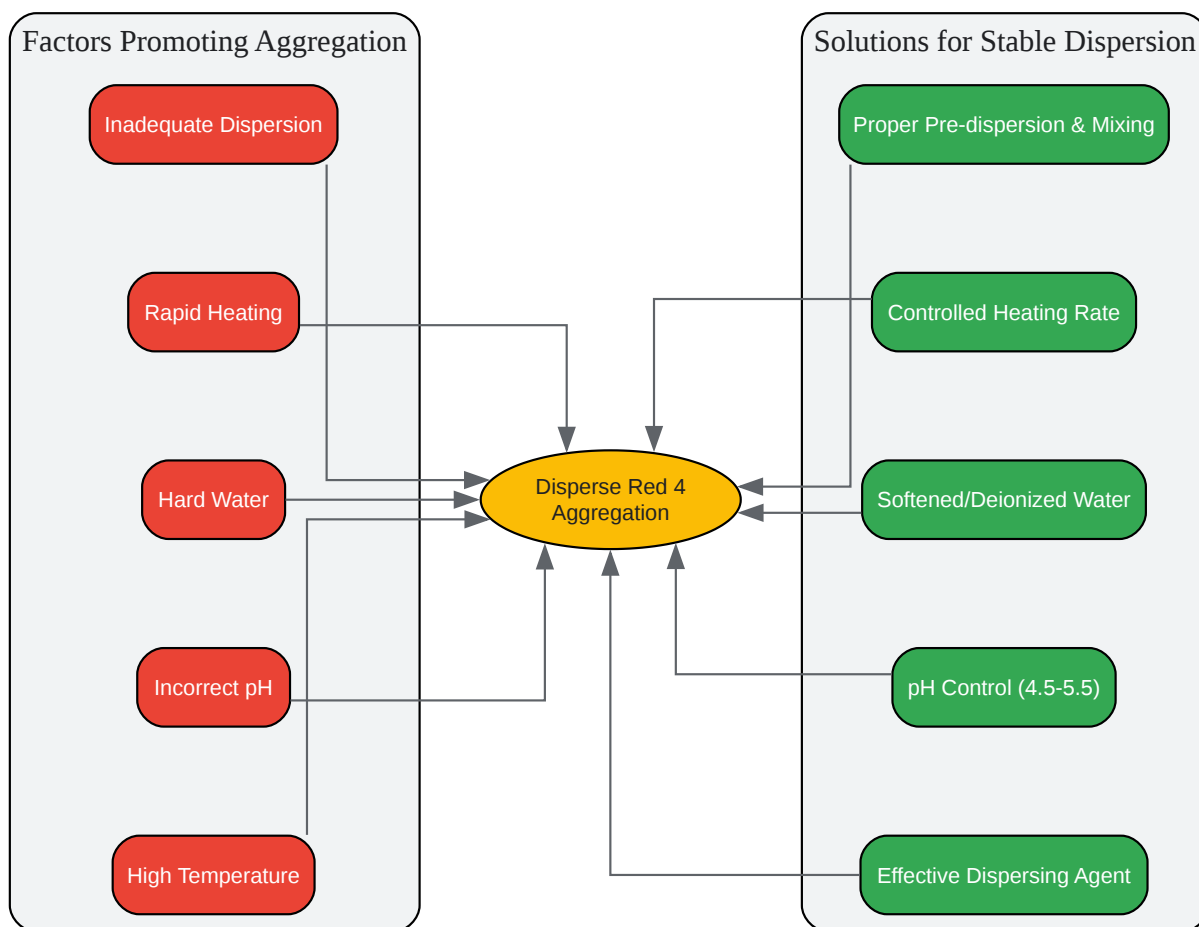 Factors Promoting Aggregation
Inadequate Dispersion
Rapid Heating
Hard Water
Incorrect pH
High Temperature
Disperse Red 4
Aggregation
Solutions for Stable Dispersion
Proper Pre-dispersion & Mixing
Controlled Heating Rate
Softened/Deionized Water
pH Control (4.5-5.5)
Effective Dispersing Agent